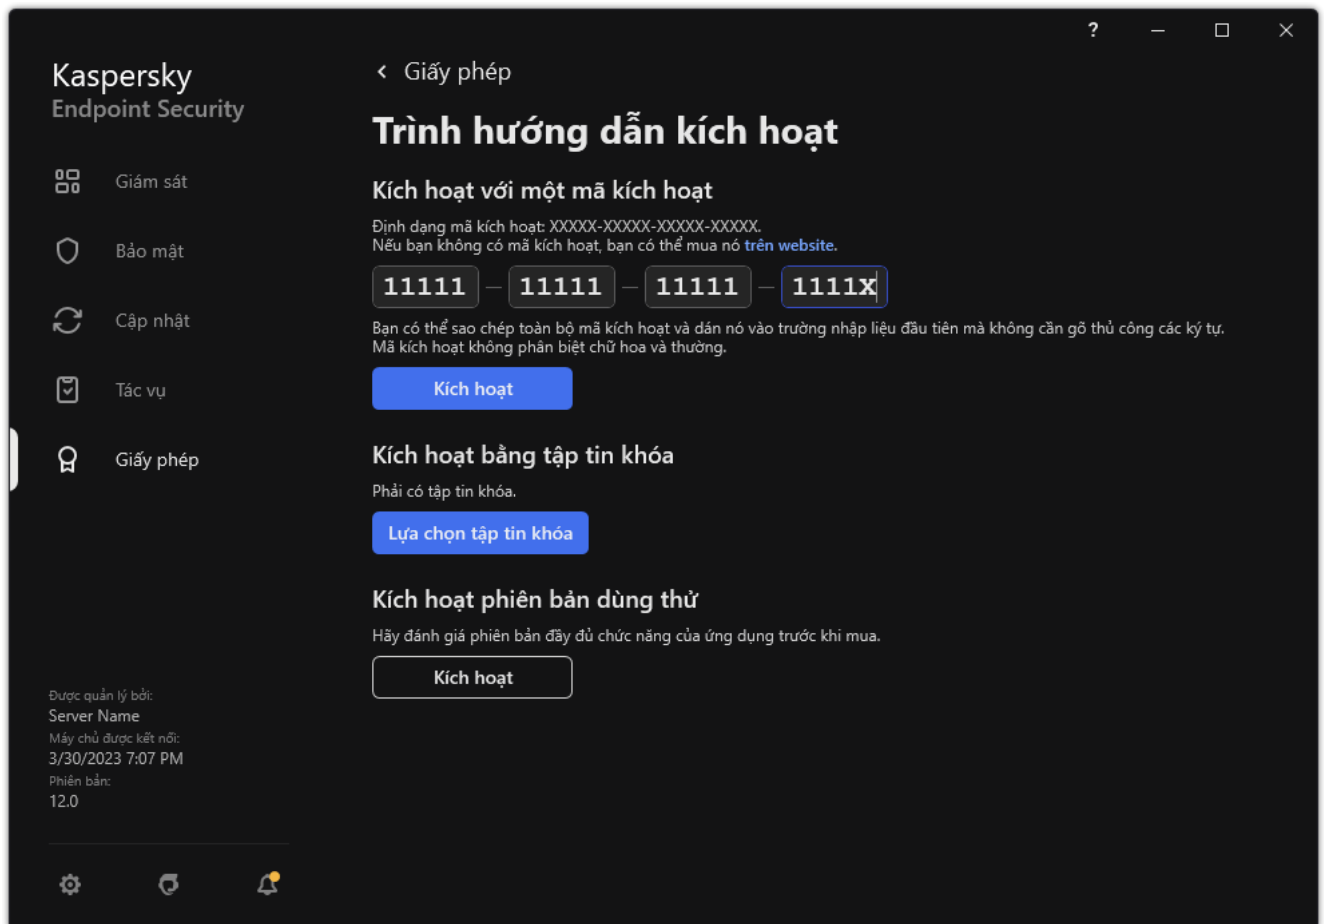 ?
Kaspersky
Endpoint Security
Giám sát
Bảo mật
Cập nhật
Tác vụ
Giấy phép
Được quản lý bởi:
Server Name
Máy chủ được kết nối:
3/30/2023 7:07 PM
Phiên bản:
12.0
Giấy phép
Trình hướng dẫn kích hoạt
Kích hoạt với một mã kích hoạt
Định dạng mã kích hoạt: XXXXX-XXXXX-XXXXX-XXXXX.
Nếu bạn không có mã kích hoạt, bạn có thể mua nó trên website.
11111 — 11111 — 11111 — 1111X
Bạn có thể sao chép toàn bộ mã kích hoạt và dán nó vào trường nhập liệu đầu tiên mà không cần gõ thủ công các ký tự.
Mã kích hoạt không phân biệt chữ hoa và thường.
Kích hoạt
Kích hoạt bằng tập tin khóa
Phải có tập tin khóa.
Lựa chọn tập tin khóa
Kích hoạt phiên bản dùng thử
Hãy đánh giá phiên bản đầy đủ chức năng của ứng dụng trước khi mua.
Kích hoạt